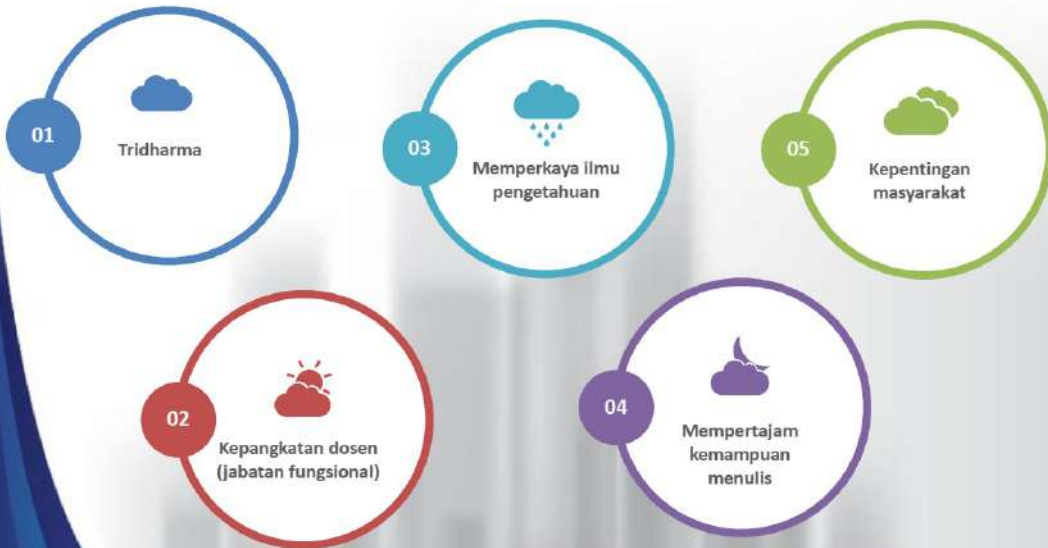 01
Tridharma
02
Kepangkatan dosen
(jabatan fungsional)
03
Memperkaya ilmu
pengetahuan
04
Mempertajam
kemampuan
menulis
05
Kepentingan
masyarakat